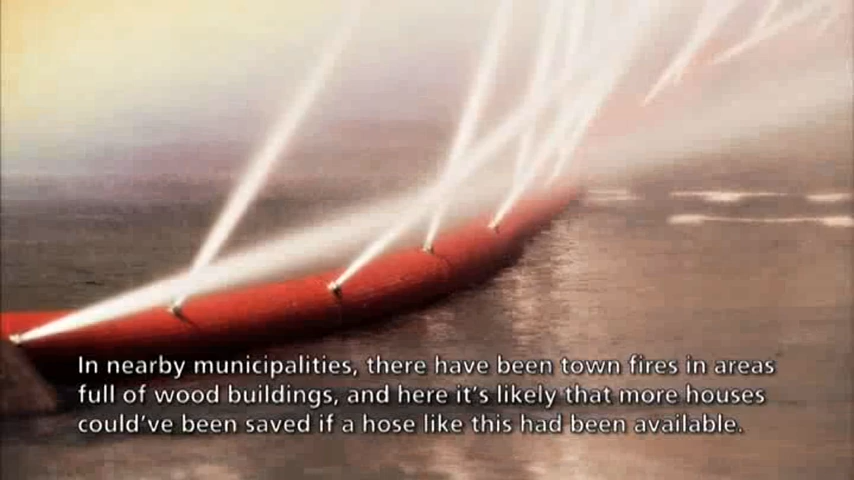 In nearby municipalities, there have been town fires in areas
full of wood buildings, and here it's likely that more houses
could've been saved if a hose like this had been available.